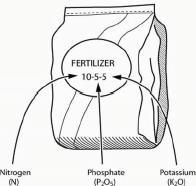 FERTILIZER
10-5-5
Nitrogen Phosphate Potassium
(N) (P₂O₅) (K₂O)